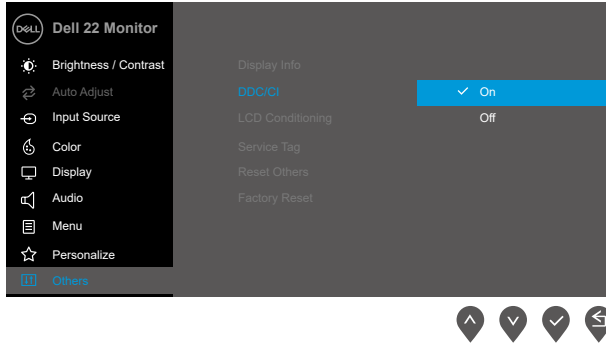 DELL Dell 22 Monitor
Brightness / Contrast
Auto Adjust
Input Source
Color
Display
Audio
Menu
Personalize
Others
Display Info
DDC/CI
LCD Conditioning
Service Tag
Reset Others
Factory Reset
On
Off